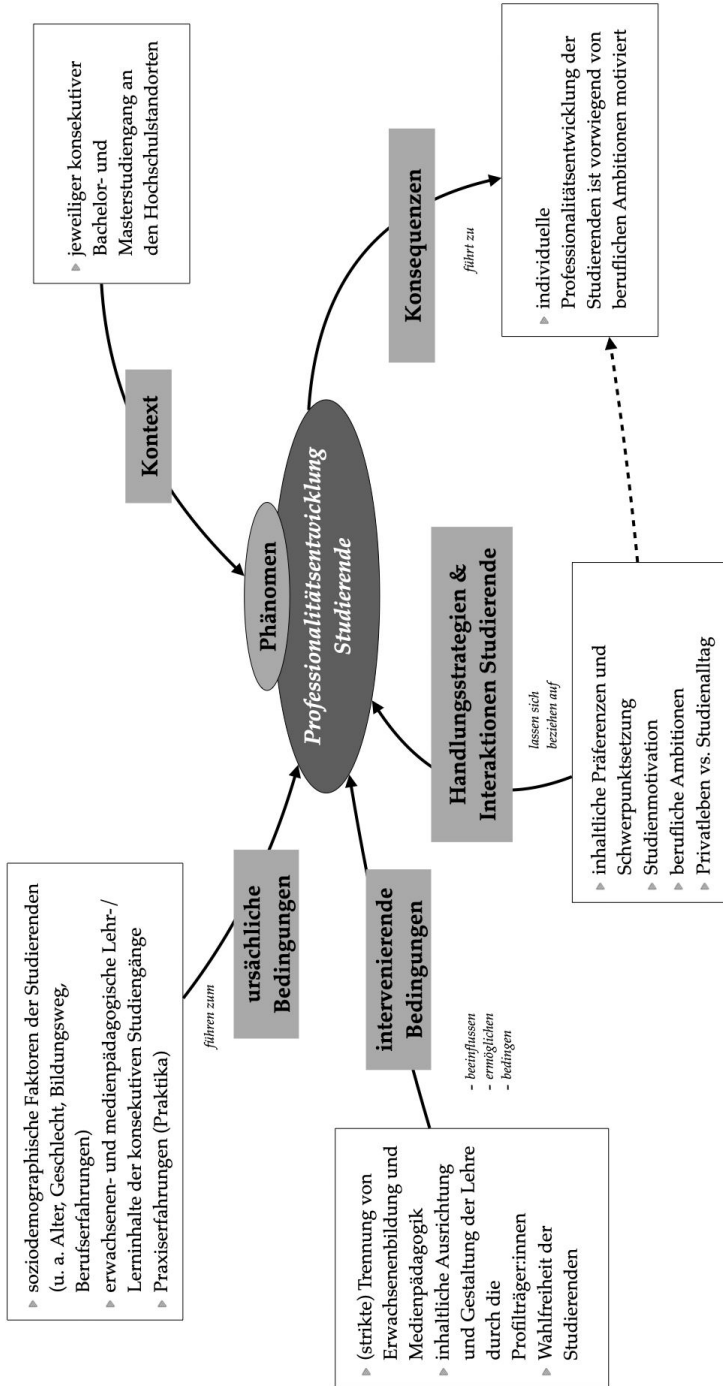 soziodemographische Faktoren der Studierenden
(u. a. Alter, Geschlecht, Bildungsweg,
Berufserfahrungen)
erwachsenen- und medienpädagogische Lehr-/
Lerninhalte der konsekutiven Studiengänge
Praxiserfahrungen (Praktika)
führen zum
ursächliche
Bedingungen
jeweiliger konsekutiver
Bachelor- und
Masterstudiengang an
den Hochschulstandorten
Kontext
Phänomen
Professionalitätsentwicklung
Studierende
(strikte) Trennung von
Erwachsenenbildung und
Medienpädagogik
inhaltliche Ausrichtung
und Gestaltung der Lehre
durch die
Profilträger:innen
Wahlfreiheit der
Studierenden
- beeinflussen
- ermöglichen
- bedingen
intervenierende
Bedingungen
Handlungsstrategien &
Interaktionen Studierende
lassen sich
beziehen auf
inhaltliche Präferenzen und
Schwerpunktsetzung
Studienmotivation
berufliche Ambitionen
Privatleben vs. Studienalltag
Konsequenzen
führt zu
individuelle
Professionalitätsentwicklung der
Studierenden ist vorwiegend von
beruflichen Ambitionen motiviert